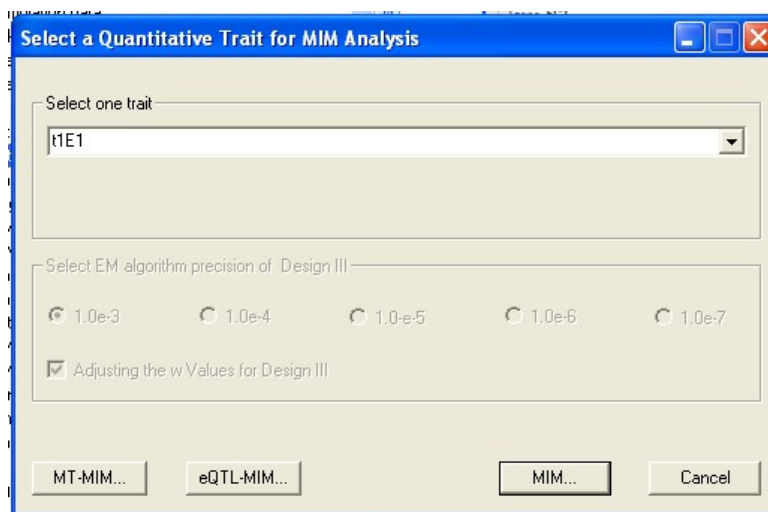 Select a Quantitative Trait for MIM Analysis
Select one trait
t1E1
Select EM algorithm precision of Design III
1.0e-3 1.0e-4 1.0-e-5 1.0e-6 1.0e-7
Adjusting the w Values for Design III
MT-MIM... eQTL-MIM... MIM... Cancel